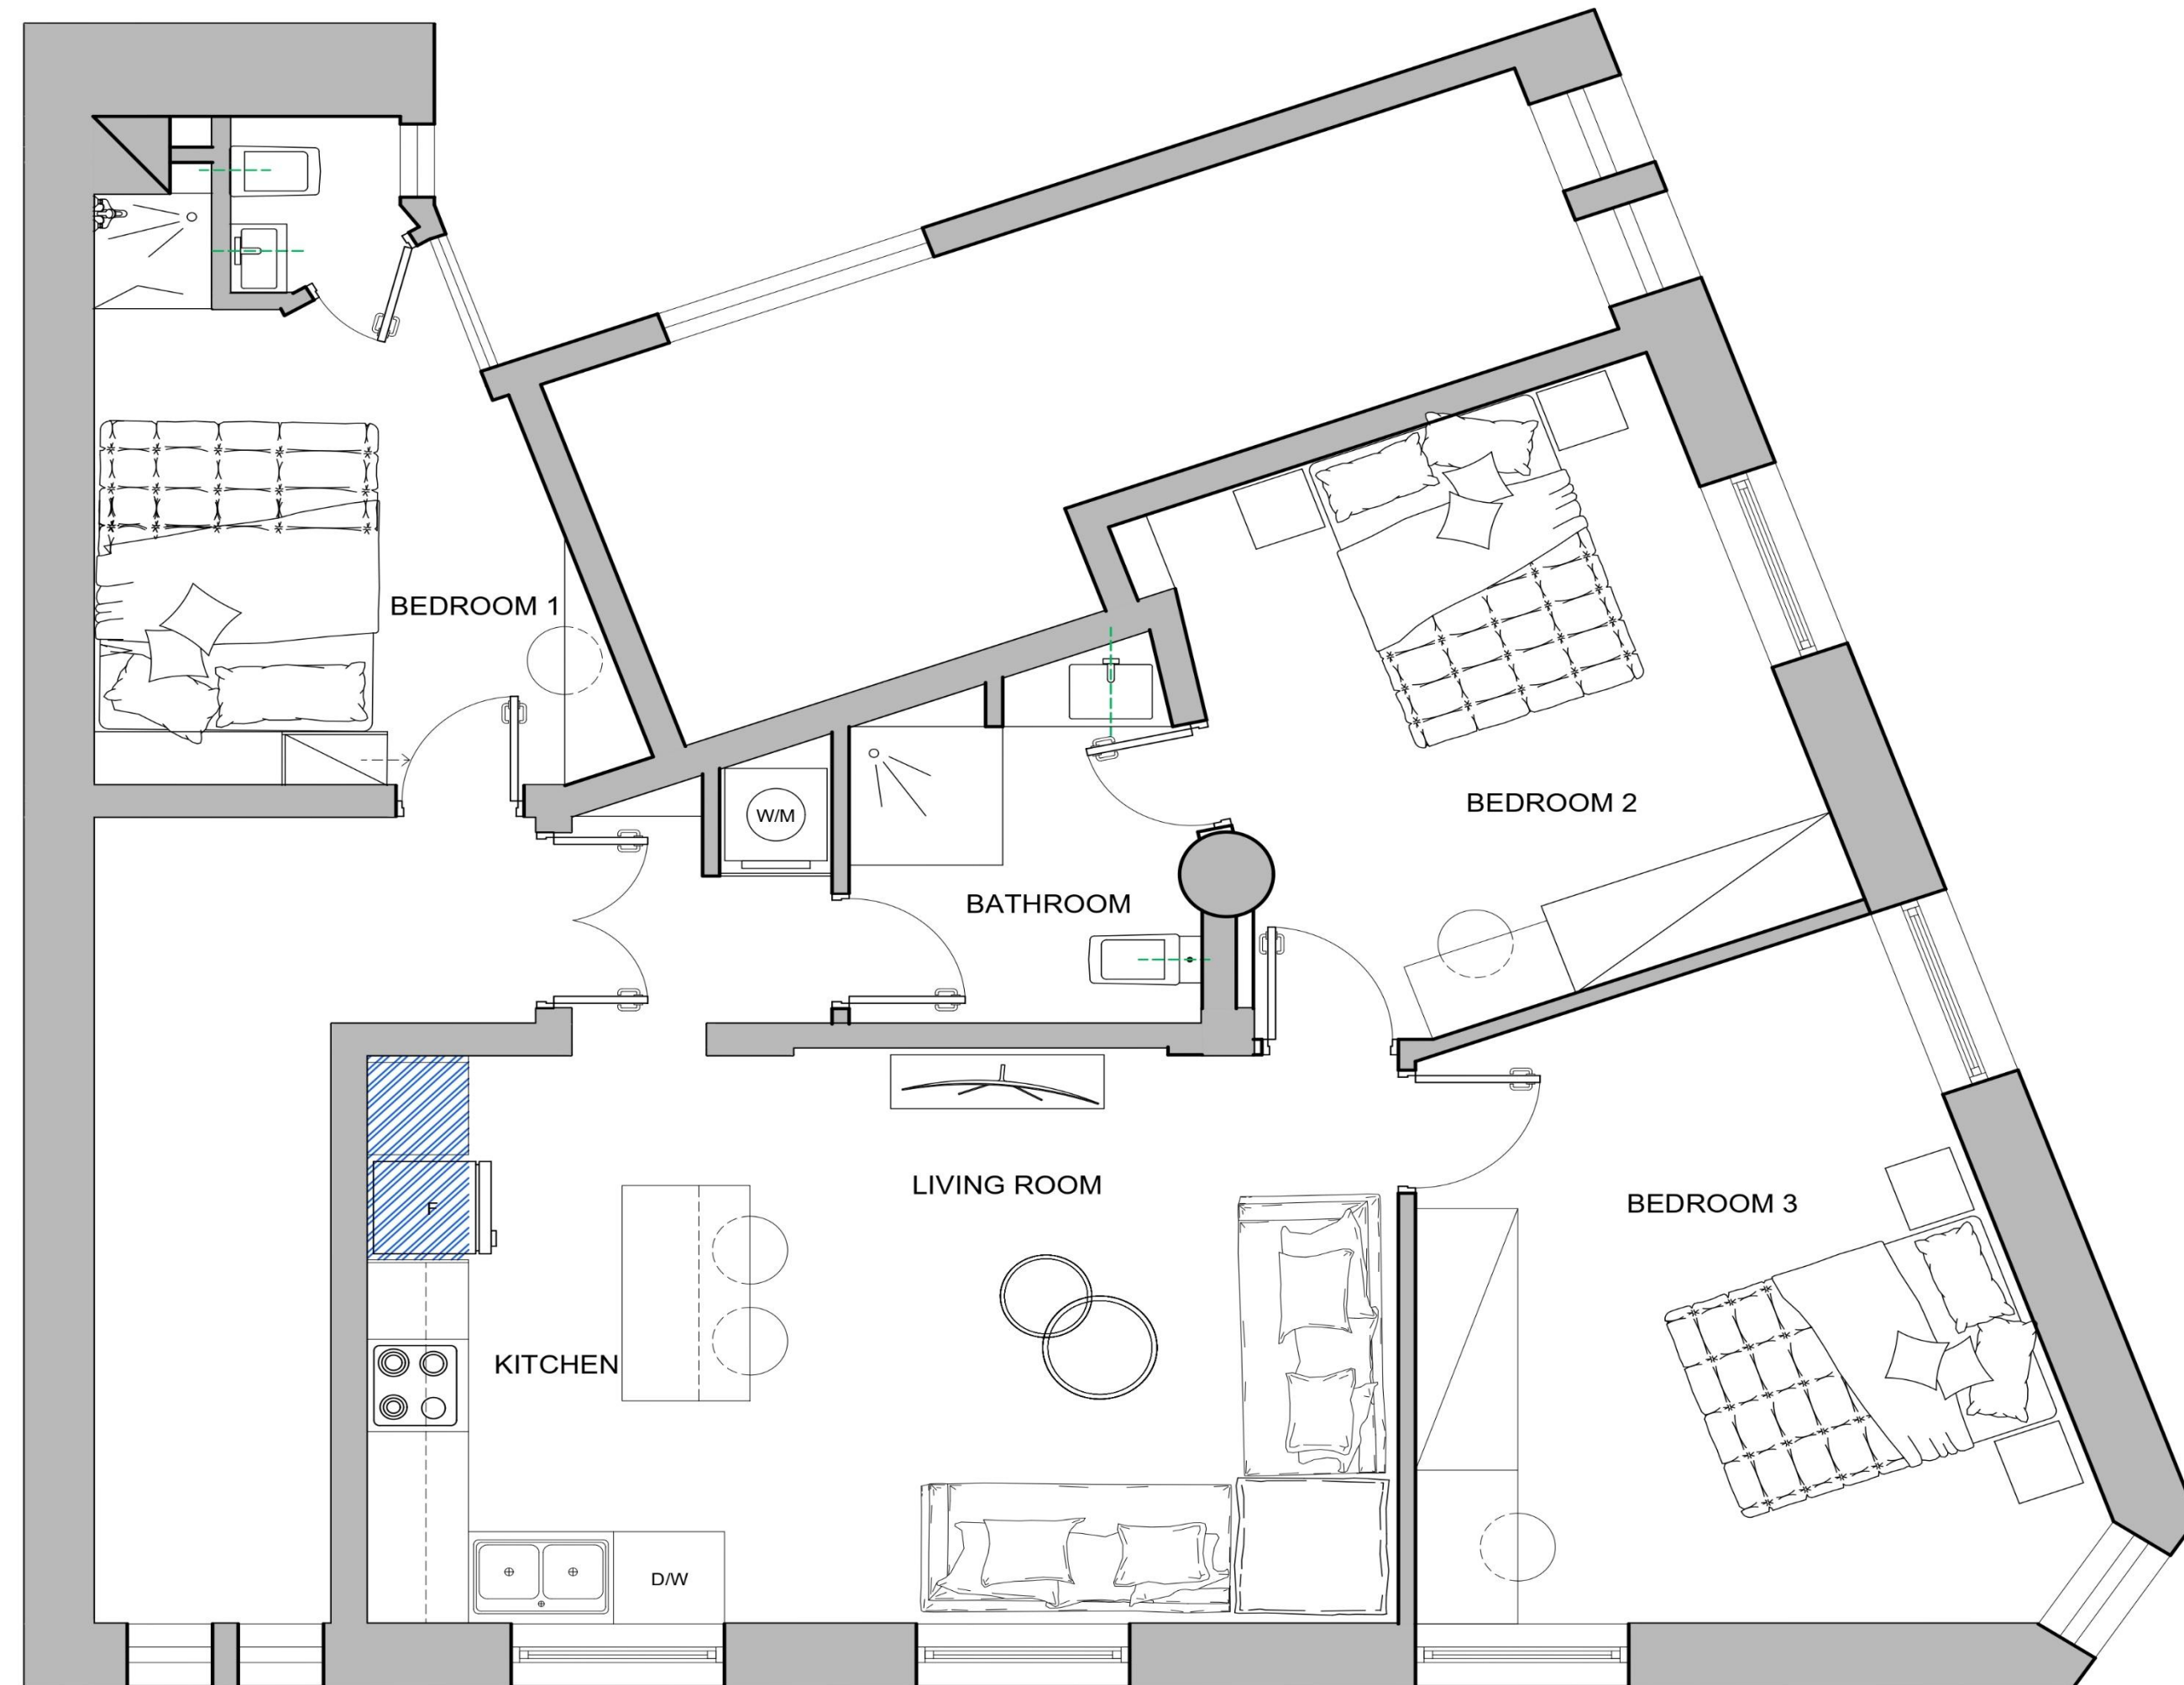 BEDROOM 1
W/M
BEDROOM 2
BATHROOM
LIVING ROOM
BEDROOM 3
F
KITCHEN
D/W